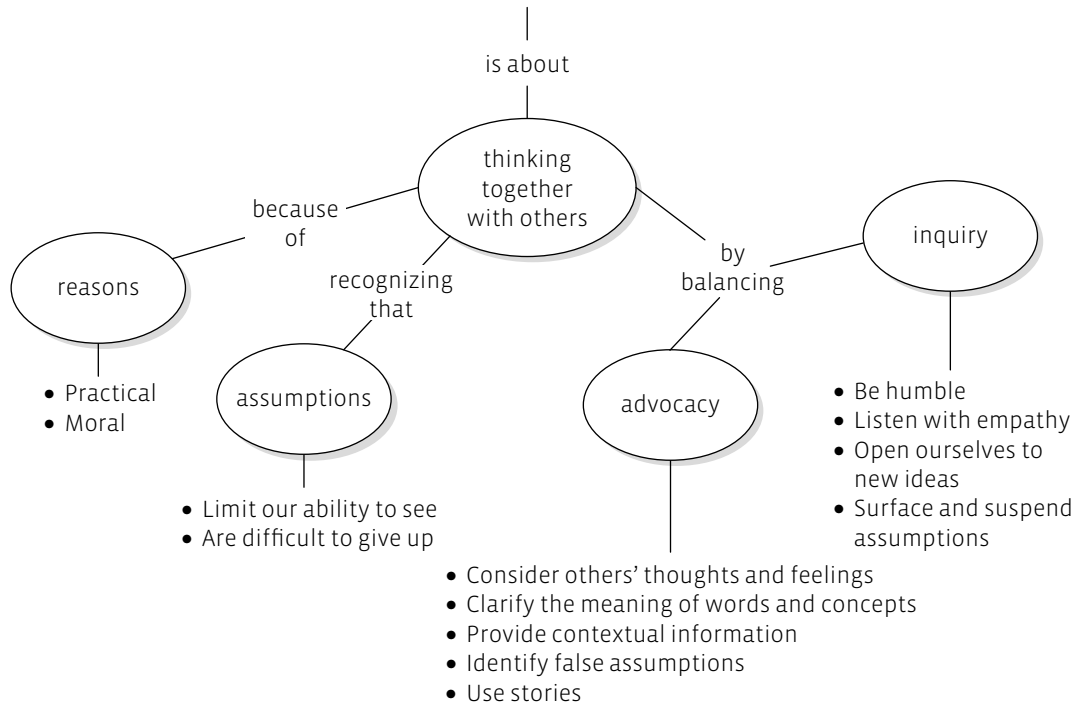 is about
thinking
together
with others
because
of
recognizing
that
by
balancing
inquiry
reasons
assumptions
advocacy
• Practical
• Moral
• Limit our ability to see
• Are difficult to give up
• Be humble
• Listen with empathy
• Open ourselves to
new ideas
• Surface and suspend
assumptions
• Consider others’ thoughts and feelings
• Clarify the meaning of words and concepts
• Provide contextual information
• Identify false assumptions
• Use stories